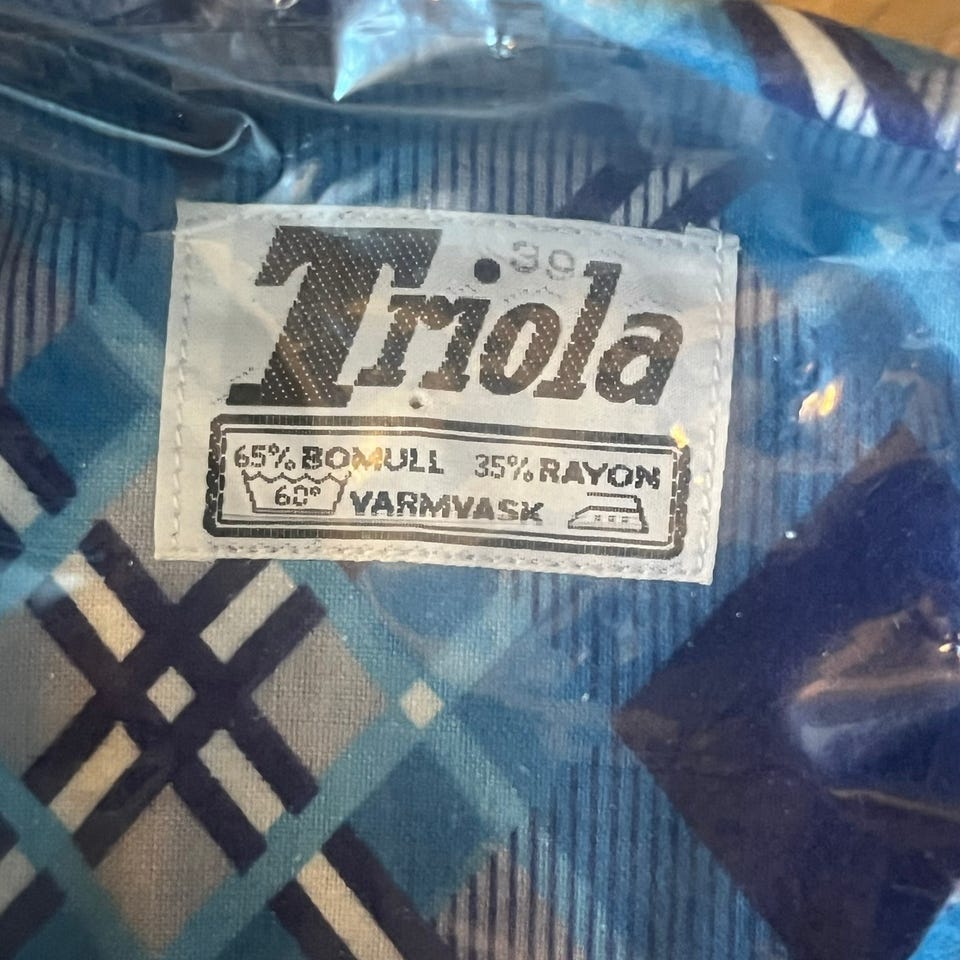 39
Triola
65% BOMULL 35% RAYON
60° VARMVASK